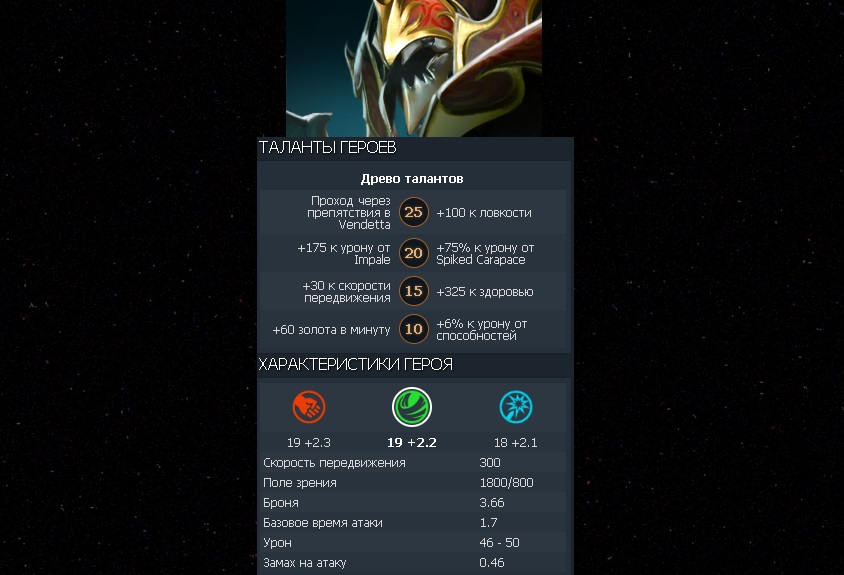 ТАЛАНТЫ ГЕРОЕВ
Древо талантов
Проход через
препятствия в
Vendetta
25
+100 к ловкости
+175 к урону от
Impale
20
+75% к урону от
Spiked Carapace
+30 к скорости
передвижения
15
+325 к здоровью
+60 золота в минуту
10
+6% к урону от
способностей
ХАРАКТЕРИСТИКИ ГЕРОЯ
19 +2.3
19 +2.2
18 +2.1
Скорость передвижения 300
Поле зрения 1800/800
Броня 3.66
Базовое время атаки 1.7
Урон 46 - 50
Замах на атаку 0.46